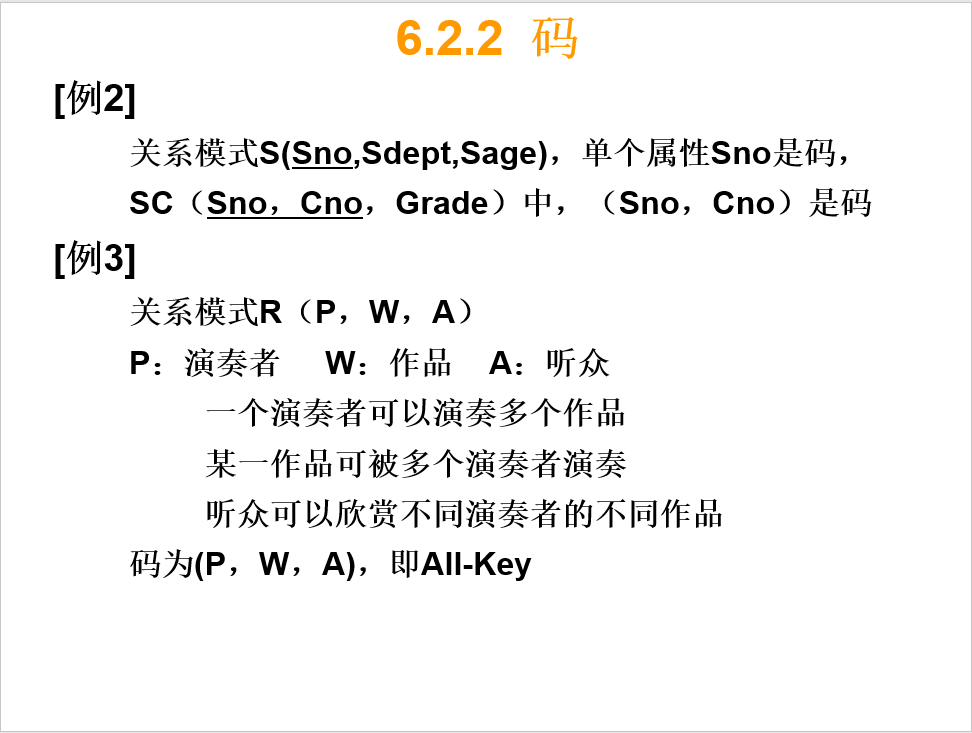 6.2.2 码
[例2]
关系模式S(Sno,Sdept,Sage)，单个属性Sno是码，
SC（Sno，Cno，Grade）中，（Sno，Cno）是码
[例3]
关系模式R（P，W，A）
P：演奏者 W：作品 A：听众
一个演奏者可以演奏多个作品
某一作品可被多个演奏者演奏
听众可以欣赏不同演奏者的不同作品
码为(P，W，A)，即All-Key